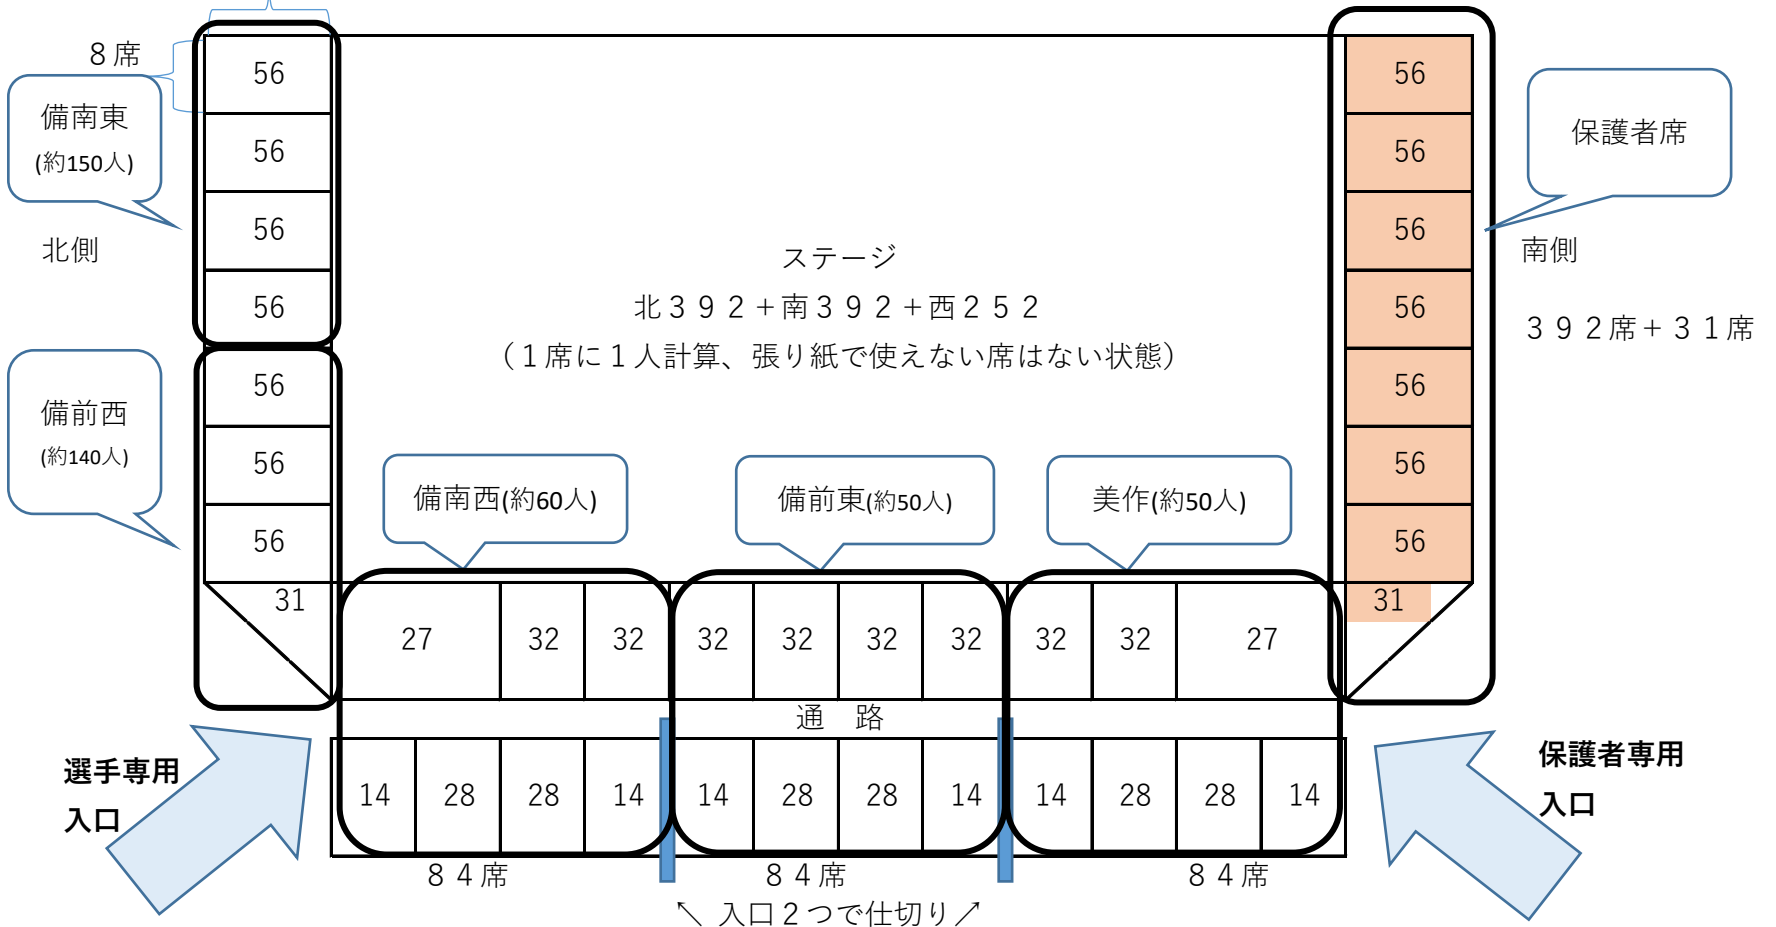 8席
56
56
備南東
(約150人)
56
56
北側
56
56
56
備前西
(約140人)
56
56
56
56
保護者席
56
56
南側
56
56
392席+31席
56
56
ステージ
北392+南392+西252
(1席に1人計算、張り紙で使えない席はない状態)
備南西(約60人)
備前東(約50人)
美作(約50人)
31
27
32
32
32
32
32
32
32
32
27
31
通 路
14
28
28
14
14
28
28
14
14
28
28
14
84席
84席
84席
↖ 入口2つで仕切り↗
選手専用
入口
保護者専用
入口